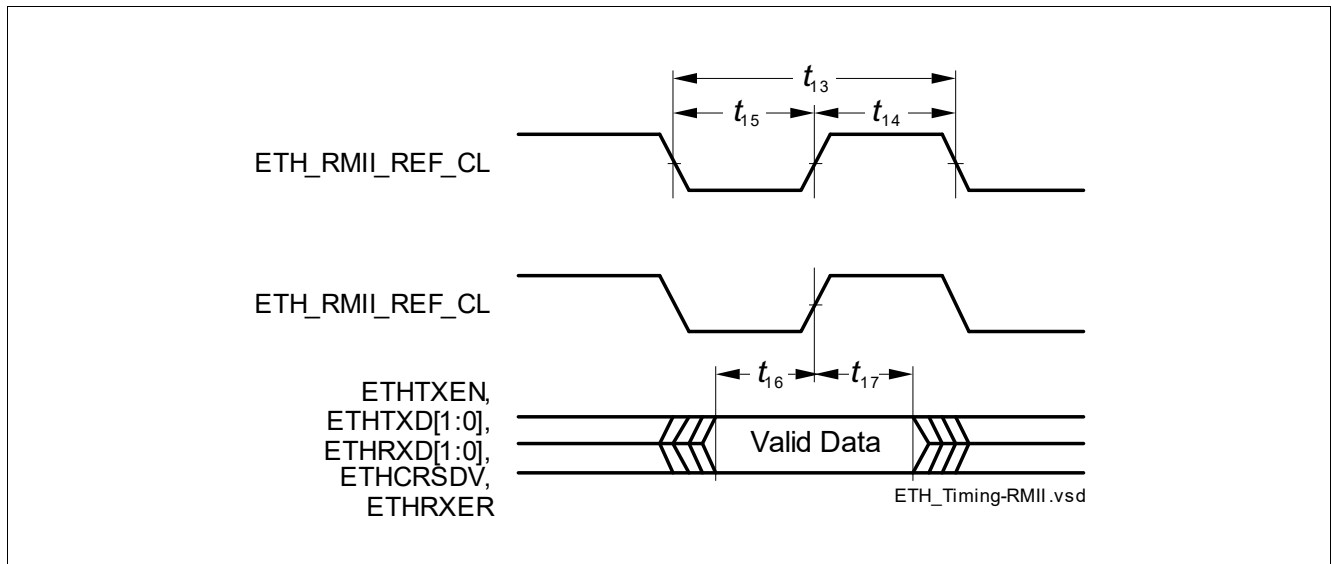 t13
t15
t14
ETH_RMII_REF_CL
ETH_RMII_REF_CL
t16
t17
ETHTXEN,
ETHTXD[1:0],
ETHRXD[1:0],
Valid Data
ETHCRSDV,
ETHRXER
ETH_Timing-RMII.vsd